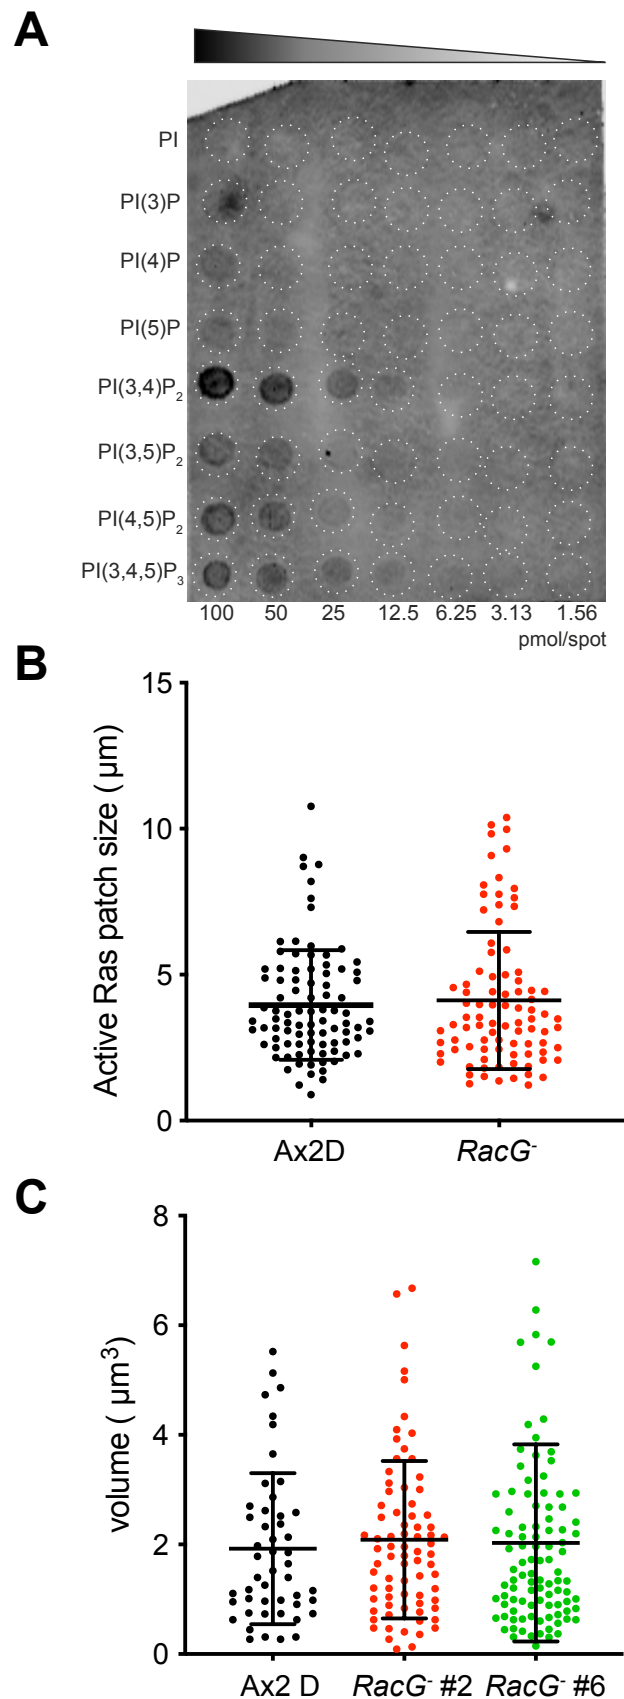 A
PI
PI(3)P
PI(4)P
PI(5)P
PI(3,4)P₂
PI(3,5)P₂
PI(4,5)P₂
PI(3,4,5)P₃
100 50 25 12.5 6.25 3.13 1.56
pmol/spot
B
15
10
5
0
Active Ras patch size ( µm)
Ax2D RacG⁻
C
8
6
4
2
0
volume ( µm³)
Ax2 D RacG⁻ #2 RacG⁻ #6